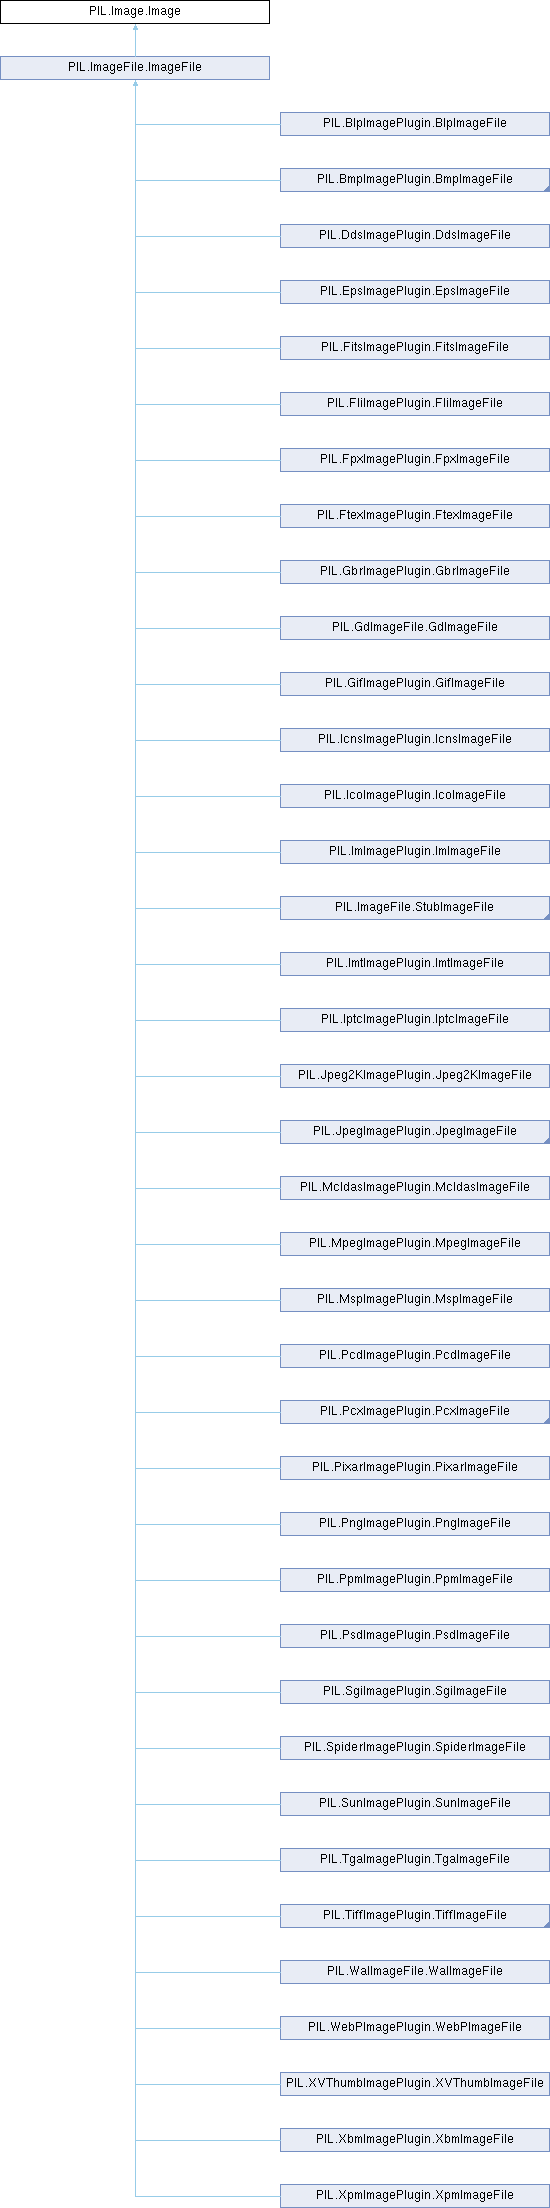 PIL.Image.Image
PIL.ImageFile.ImageFile
PIL.BlpImagePlugin.BlpImageFile
PIL.BmpImagePlugin.BmpImageFile
PIL.DdsImagePlugin.DdsImageFile
PIL.EpsImagePlugin.EpsImageFile
PIL.FitsImagePlugin.FitsImageFile
PIL.FliImagePlugin.FliImageFile
PIL.FpxImagePlugin.FpxImageFile
PIL.FtexImagePlugin.FtexImageFile
PIL.GbrImagePlugin.GbrImageFile
PIL.GdImageFile.GdImageFile
PIL.GifImagePlugin.GifImageFile
PIL.IcnsImagePlugin.IcnsImageFile
PIL.IcoImagePlugin.IcoImageFile
PIL.ImImagePlugin.ImImageFile
PIL.ImageFile.StubImageFile
PIL.ImtImagePlugin.ImtImageFile
PIL.IptcImagePlugin.IptcImageFile
PIL.Jpeg2KImagePlugin.Jpeg2KImageFile
PIL.JpegImagePlugin.JpegImageFile
PIL.McIdasImagePlugin.McIdasImageFile
PIL.MpegImagePlugin.MpegImageFile
PIL.MspImagePlugin.MspImageFile
PIL.PcdImagePlugin.PcdImageFile
PIL.PcxImagePlugin.PcxImageFile
PIL.PixarImagePlugin.PixarImageFile
PIL.PngImagePlugin.PngImageFile
PIL.PpmImagePlugin.PpmImageFile
PIL.PsdImagePlugin.PsdImageFile
PIL.SgiImagePlugin.SgiImageFile
PIL.SpiderImagePlugin.SpiderImageFile
PIL.SunImagePlugin.SunImageFile
PIL.TgaImagePlugin.TgaImageFile
PIL.TiffImagePlugin.TiffImageFile
PIL.WalImageFile.WalImageFile
PIL.WebPImagePlugin.WebPImageFile
PIL.XVThumbImagePlugin.XVThumbImageFile
PIL.XbmImagePlugin.XbmImageFile
PIL.XpmImagePlugin.XpmImageFile